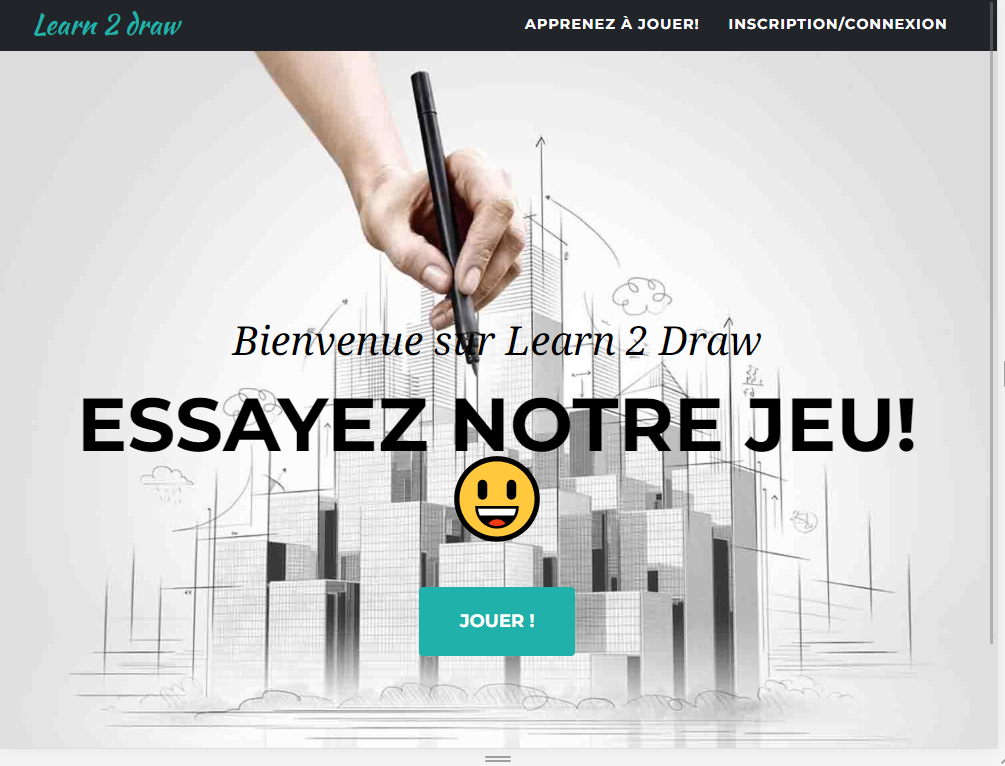 Learn 2 draw
APPRENEZ À JOUER!
INSCRIPTION/CONNEXION
Bienvenue sur Learn 2 Draw
ESSAYEZ NOTRE JEU!
JOUER !